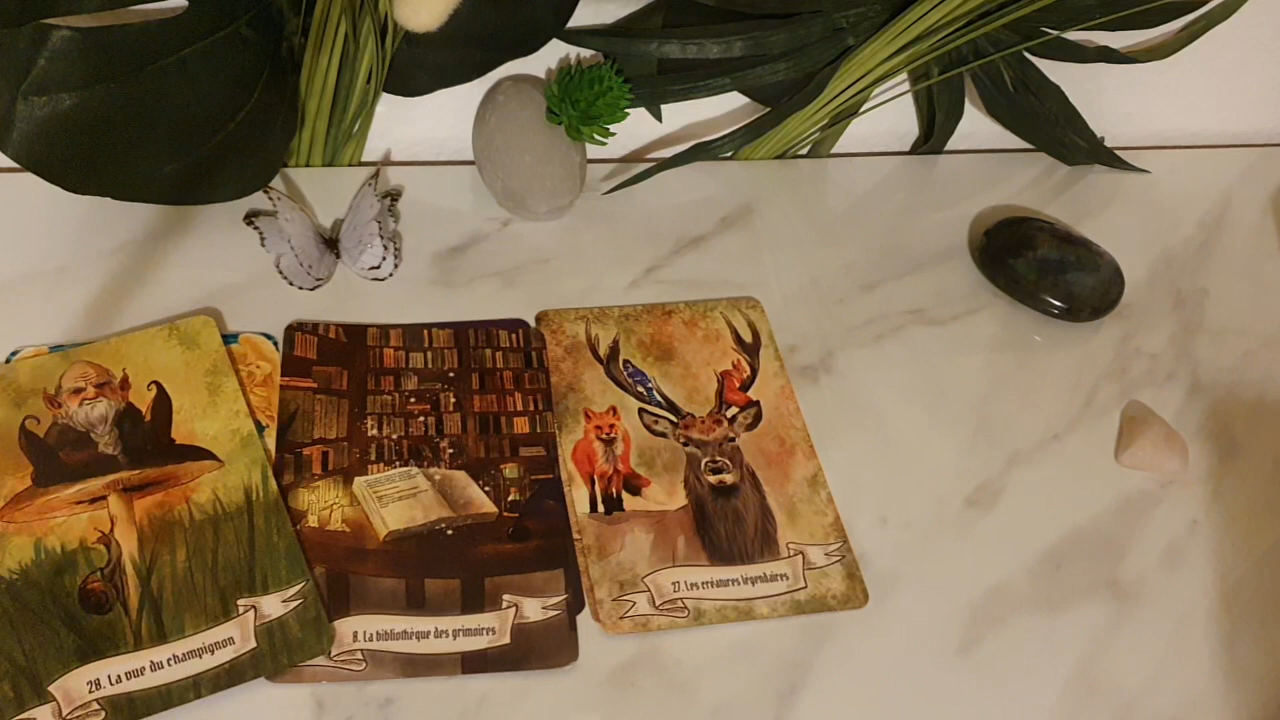 28. La vue du champignon
8. La bibliothèque des grimoires
27. Les créatures légendaires